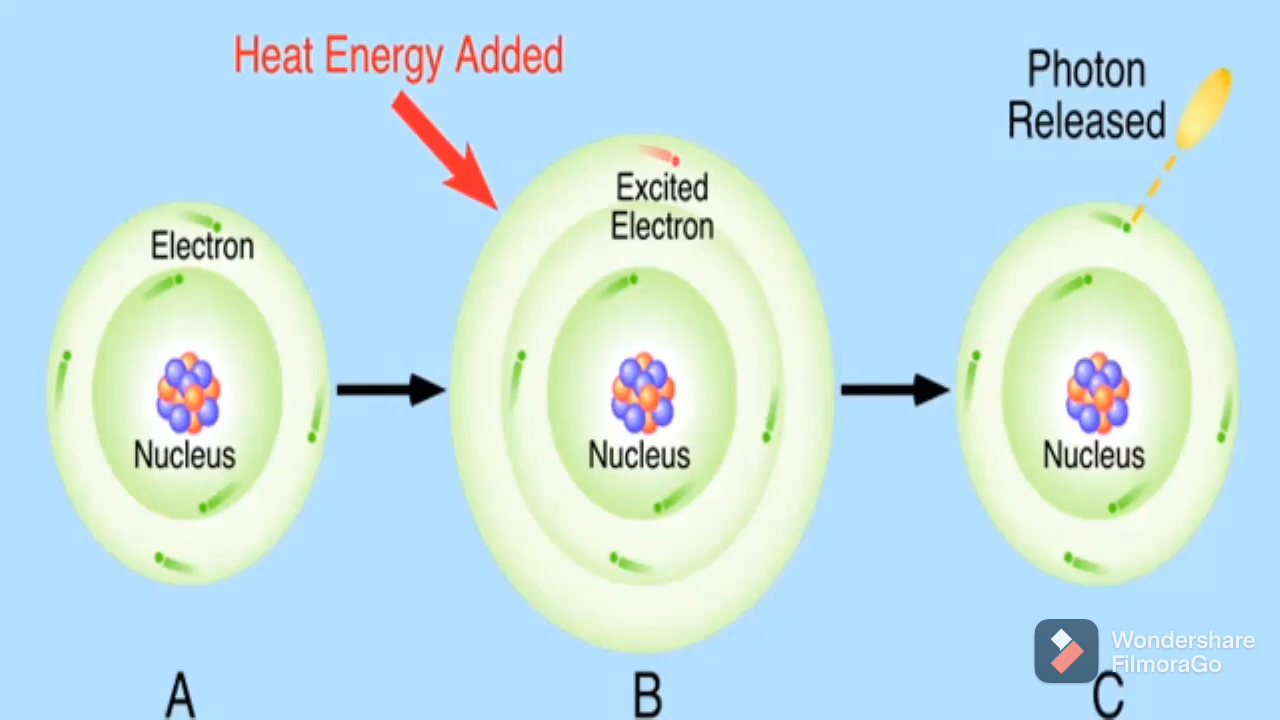 Heat Energy Added
Photon
Released
Excited
Electron
Electron
Nucleus
Nucleus
Nucleus
Wondershare
FilmoraGo
A
B
C